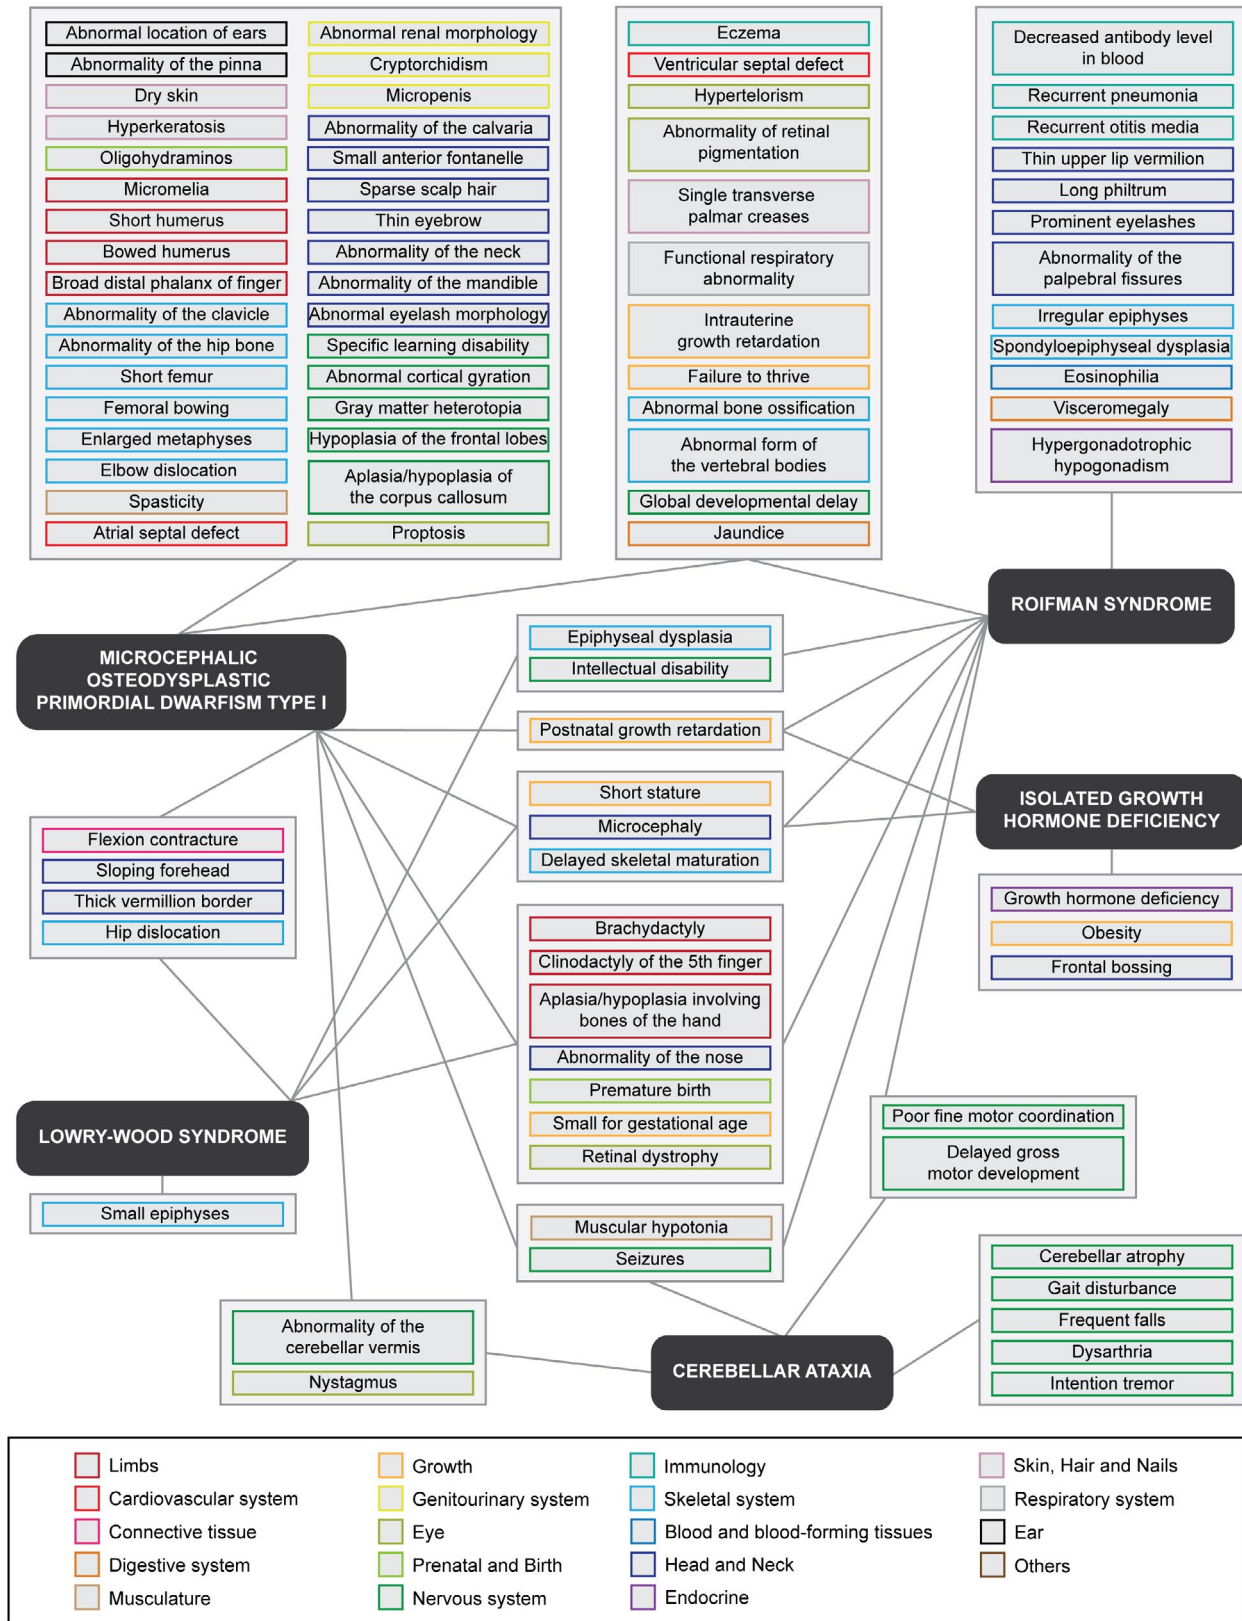 Abnormal location of ears
Abnormality of the pinna
Dry skin
Hyperkeratosis
Oligohydraminos
Micromelia
Short humerus
Bowed humerus
Broad distal phalanx of finger
Abnormality of the clavicle
Abnormality of the hip bone
Short femur
Femoral bowing
Enlarged metaphyses
Elbow dislocation
Spasticity
Atrial septal defect
Abnormal renal morphology
Cryptorchidism
Micropenis
Abnormality of the calvaria
Small anterior fontanelle
Sparse scalp hair
Thin eyebrow
Abnormality of the neck
Abnormality of the mandible
Abnormal eyelash morphology
Specific learning disability
Abnormal cortical gyration
Gray matter heterotopia
Hypoplasia of the frontal lobes
Aplasia/hypoplasia of
the corpus callosum
Proptosis
Eczema
Ventricular septal defect
Hypertelorism
Abnormality of retinal
pigmentation
Single transverse
palmar creases
Functional respiratory
abnormality
Intrauterine
growth retardation
Failure to thrive
Abnormal bone ossification
Abnormal form of
the vertebral bodies
Global developmental delay
Jaundice
Decreased antibody level
in blood
Recurrent pneumonia
Recurrent otitis media
Thin upper lip vermilion
Long philtrum
Prominent eyelashes
Abnormality of the
palpebral fissures
Irregular epiphyses
Spondyloepiphyseal dysplasia
Eosinophilia
Visceromegaly
Hypergonadotrophic
hypogonadism
ROIFMAN SYNDROME
MICROCEPHALIC
OSTEODYSPLASTIC
PRIMORDIAL DWARFISM TYPE I
Epiphyseal dysplasia
Intellectual disability
Postnatal growth retardation
Short stature
Microcephaly
Delayed skeletal maturation
ISOLATED GROWTH
HORMONE DEFICIENCY
Flexion contracture
Sloping forehead
Thick vermillion border
Hip dislocation
Growth hormone deficiency
Obesity
Frontal bossing
Brachydactyly
Clinodactyly of the 5th finger
Aplasia/hypoplasia involving
bones of the hand
Abnormality of the nose
Premature birth
Small for gestational age
Retinal dystrophy
LOWRY-WOOD SYNDROME
Small epiphyses
Poor fine motor coordination
Delayed gross
motor development
Muscular hypotonia
Seizures
Cerebellar atrophy
Gait disturbance
Frequent falls
Dysarthria
Intention tremor
Abnormality of the
cerebellar vermis
Nystagmus
CEREBELLAR ATAXIA
Limbs
Cardiovascular system
Connective tissue
Digestive system
Musculature
Growth
Genitourinary system
Eye
Prenatal and Birth
Nervous system
Immunology
Skeletal system
Blood and blood-forming tissues
Head and Neck
Endocrine
Skin, Hair and Nails
Respiratory system
Ear
Others